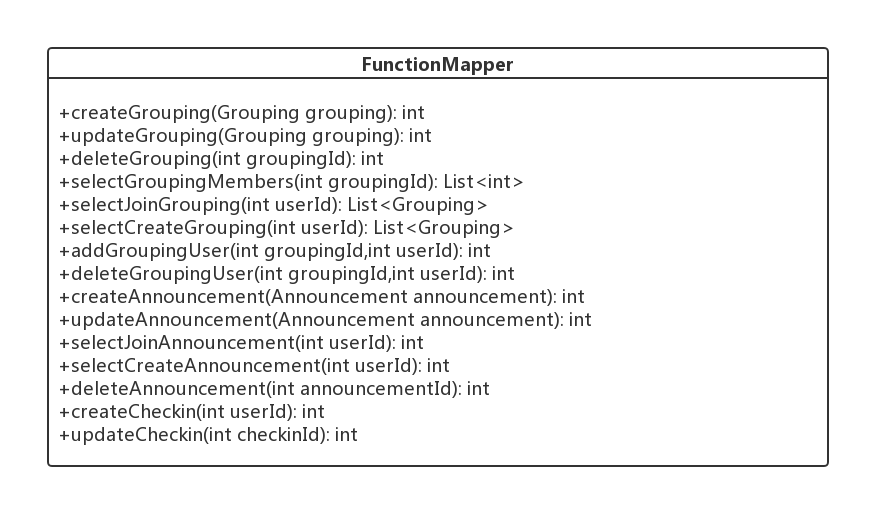 FunctionMapper
+createGrouping(Grouping grouping): int
+updateGrouping(Grouping grouping): int
+deleteGrouping(int groupingId): int
+selectGroupingMembers(int groupingId): List<int>
+selectJoinGrouping(int userId): List<Grouping>
+selectCreateGrouping(int userId): List<Grouping>
+addGroupingUser(int groupingId,int userId): int
+deleteGroupingUser(int groupingId,int userId): int
+createAnnouncement(Announcement announcement): int
+updateAnnouncement(Announcement announcement): int
+selectJoinAnnouncement(int userId): int
+selectCreateAnnouncement(int userId): int
+deleteAnnouncement(int announcementId): int
+createCheckin(int userId): int
+updateCheckin(int checkinId): int